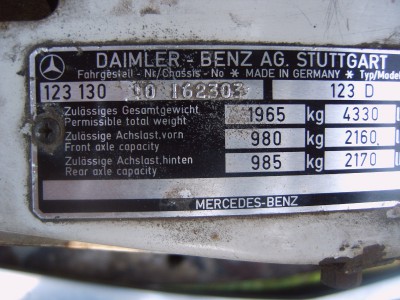 DAIMLER - BENZ AG. STUTTGART
Fahrgestell - Nr/Chassis - No * MADE IN GERMANY * Typ/Model
123 130 10 162303 123 D
Zulässiges Gesamtgewicht
Permissible total weight 1965 kg 4330
Zulässige Achslast, vorn
Front axle capacity 980 kg 2160
Zulässige Achslast, hinten
Rear axle capacity 985 kg 2170
MERCEDES-BENZ